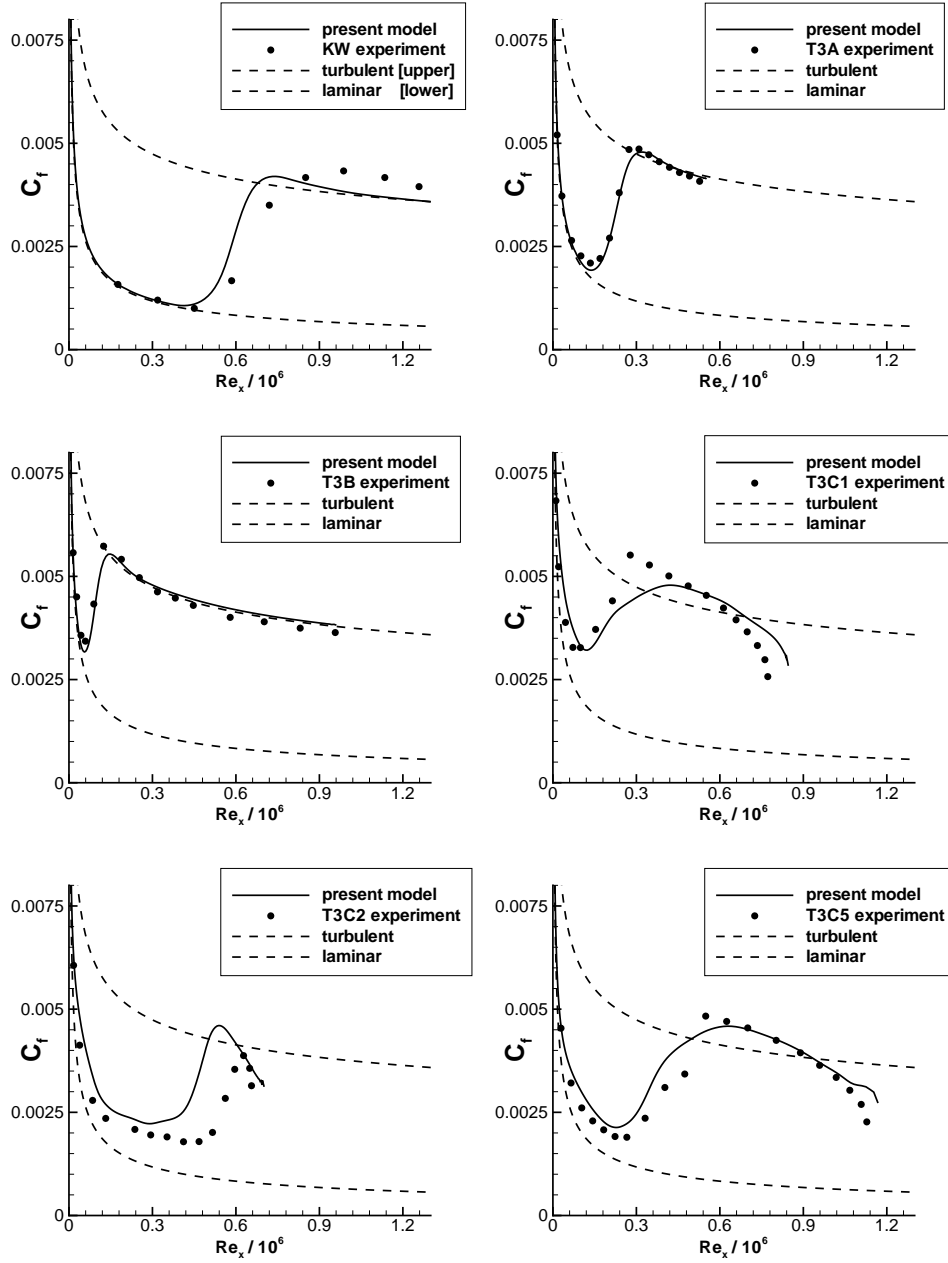 present model
KW experiment
turbulent [upper]
laminar [lower]
0.0075
0.005
C_f
0.0025
0
0 0.3 0.6 0.9 1.2
Re_x / 10^6
present model
T3A experiment
turbulent
laminar
0.0075
0.005
C_f
0.0025
0
0 0.3 0.6 0.9 1.2
Re_x / 10^6
present model
T3B experiment
turbulent
laminar
0.0075
0.005
C_f
0.0025
0
0 0.3 0.6 0.9 1.2
Re_x / 10^6
present model
T3C1 experiment
turbulent
laminar
0.0075
0.005
C_f
0.0025
0
0 0.3 0.6 0.9 1.2
Re_x / 10^6
present model
T3C2 experiment
turbulent
laminar
0.0075
0.005
C_f
0.0025
0
0 0.3 0.6 0.9 1.2
Re_x / 10^6
present model
T3C5 experiment
turbulent
laminar
0.0075
0.005
C_f
0.0025
0
0 0.3 0.6 0.9 1.2
Re_x / 10^6